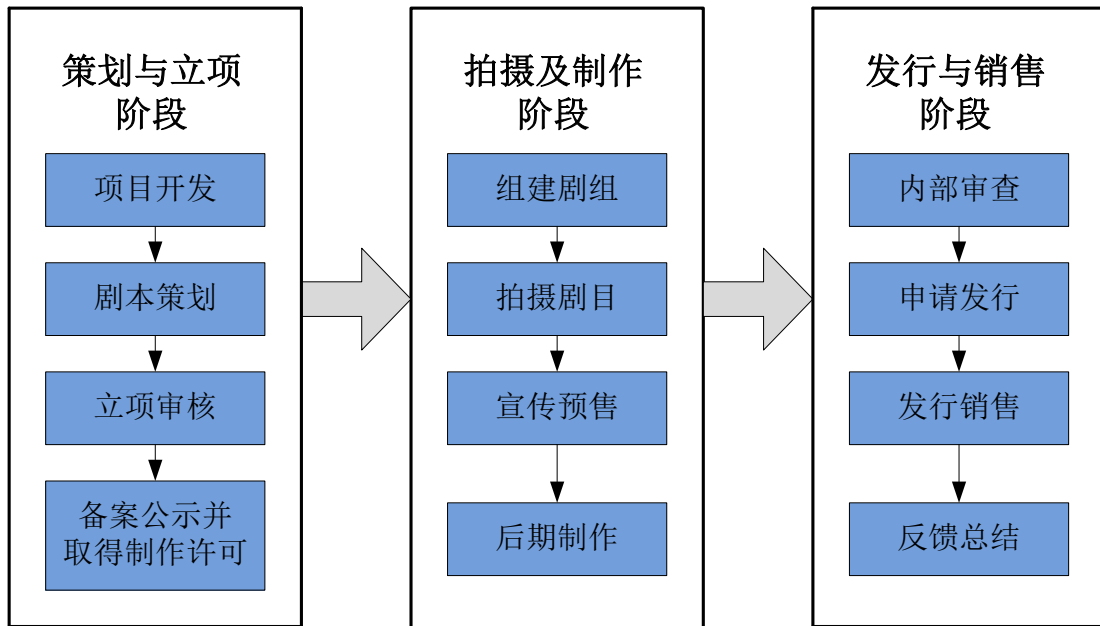 策划与立项
阶段
项目开发
剧本策划
立项审核
备案公示并
取得制作许可
拍摄及制作
阶段
组建剧组
拍摄剧目
宣传预售
后期制作
发行与销售
阶段
内部审查
申请发行
发行销售
反馈总结